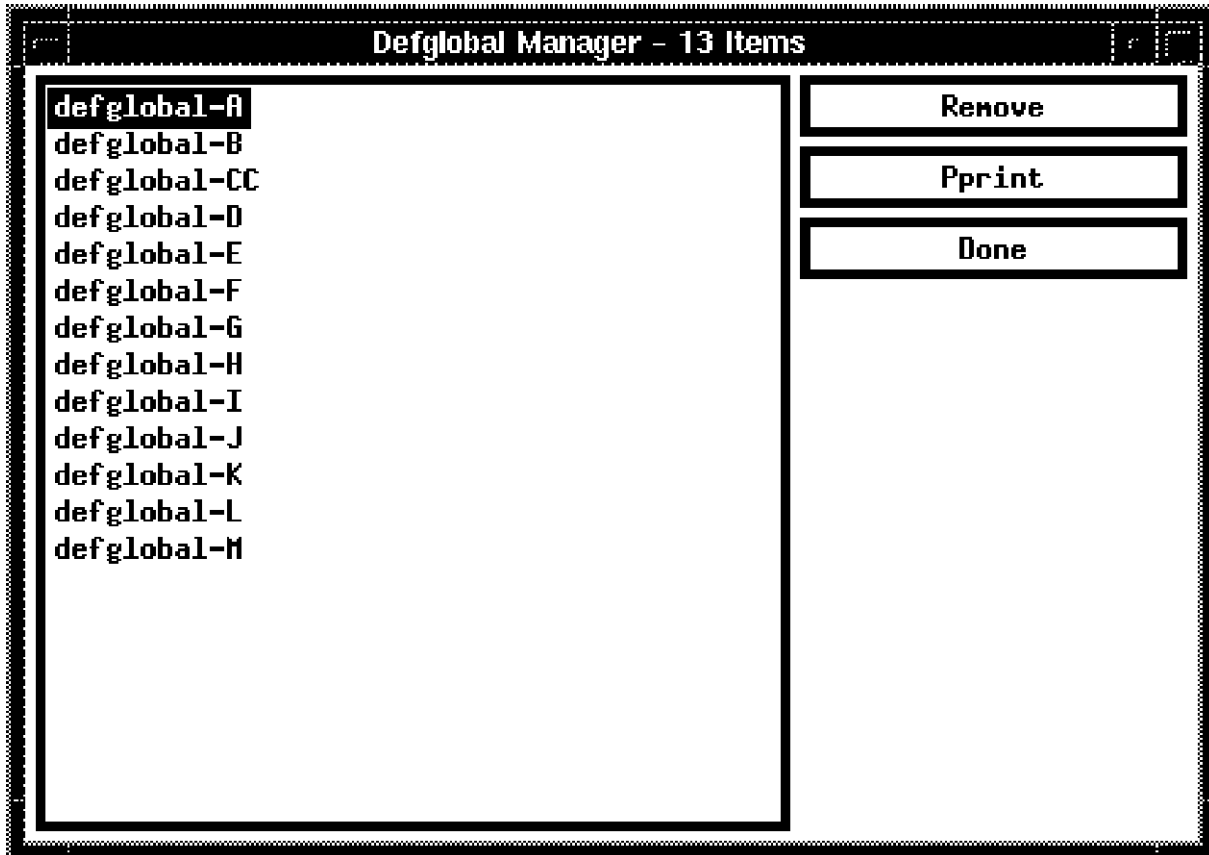 Defglobal Manager - 13 Items
defglobal-A
defglobal-B
defglobal-CC
defglobal-D
defglobal-E
defglobal-F
defglobal-G
defglobal-H
defglobal-I
defglobal-J
defglobal-K
defglobal-L
defglobal-M
Remove
Pprint
Done